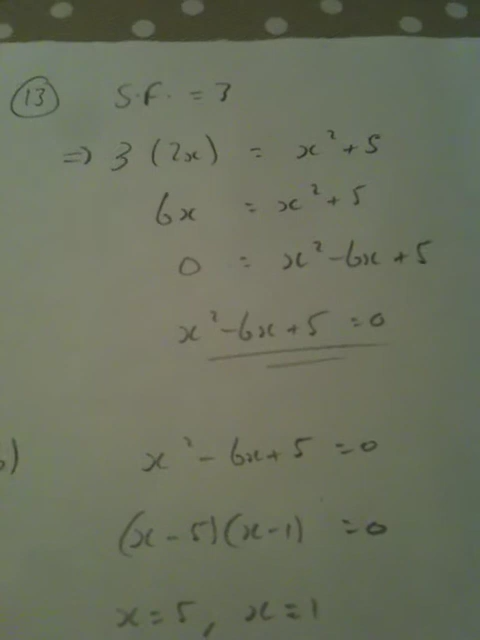 13 S.F. = 3
⇒ 3 (2x) = x² + 5
6x = x² + 5
0 = x² - 6x + 5
x² - 6x + 5 = 0
) x² - 6x + 5 = 0
(x - 5)(x - 1) = 0
x = 5, x = 1